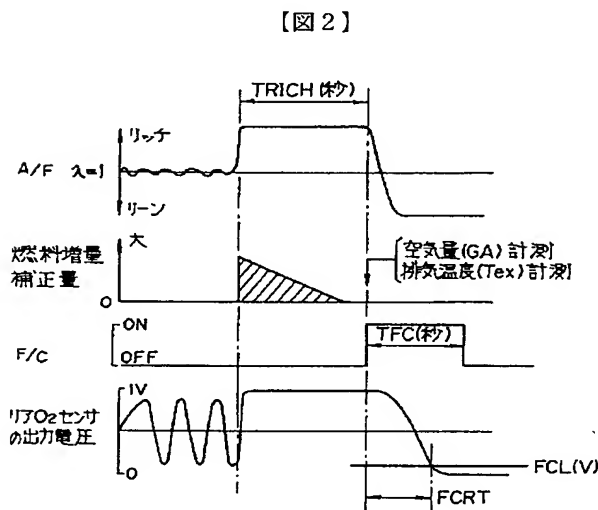 【図2】
TRICH(秒)
リッチ
A/F λ=1
リーン
燃料増量
補正量
大
0
空気量(GA)計測
排気温度(Tex)計測
F/C
ON
OFF
TFC(秒)
リアO2センサ
の出力電圧
1V
0
FCL(V)
FCRT